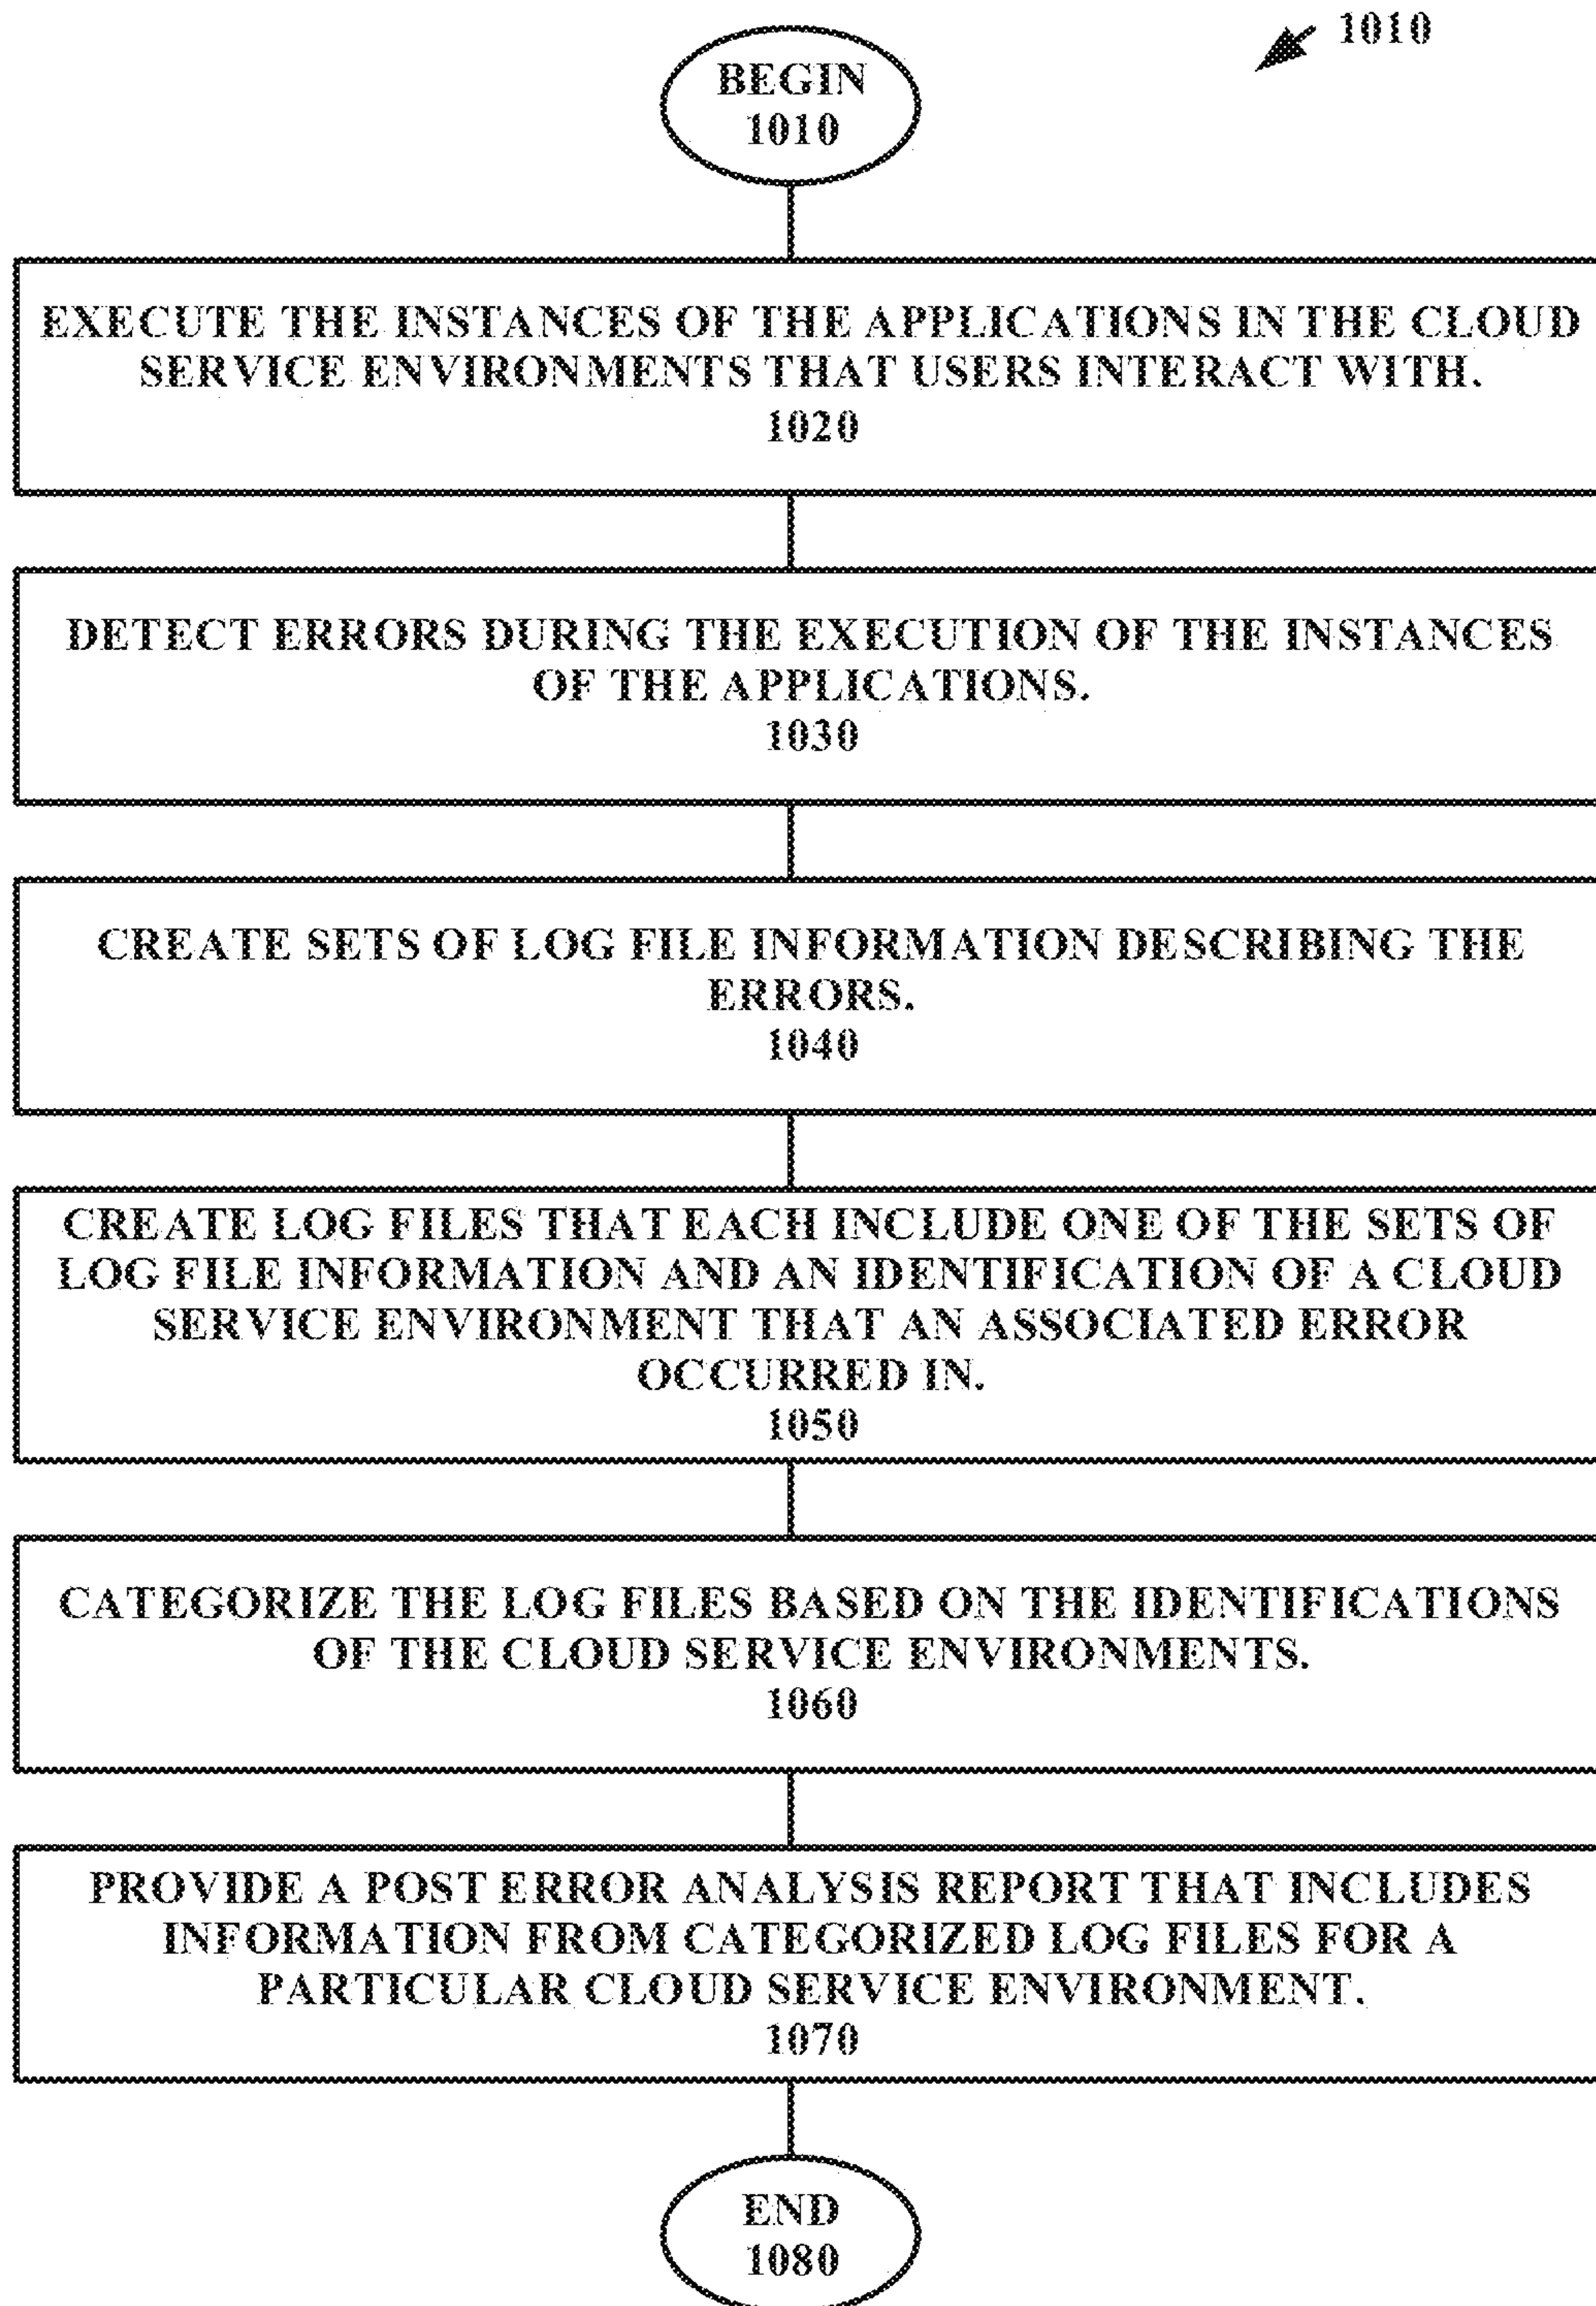 1010
BEGIN
1010
EXECUTE THE INSTANCES OF THE APPLICATIONS IN THE CLOUD
SERVICE ENVIRONMENTS THAT USERS INTERACT WITH.
1020
DETECT ERRORS DURING THE EXECUTION OF THE INSTANCES
OF THE APPLICATIONS.
1030
CREATE SETS OF LOG FILE INFORMATION DESCRIBING THE
ERRORS.
1040
CREATE LOG FILES THAT EACH INCLUDE ONE OF THE SETS OF
LOG FILE INFORMATION AND AN IDENTIFICATION OF A CLOUD
SERVICE ENVIRONMENT THAT AN ASSOCIATED ERROR
OCCURRED IN.
1050
CATEGORIZE THE LOG FILES BASED ON THE IDENTIFICATIONS
OF THE CLOUD SERVICE ENVIRONMENTS.
1060
PROVIDE A POST ERROR ANALYSIS REPORT THAT INCLUDES
INFORMATION FROM CATEGORIZED LOG FILES FOR A
PARTICULAR CLOUD SERVICE ENVIRONMENT.
1070
END
1080